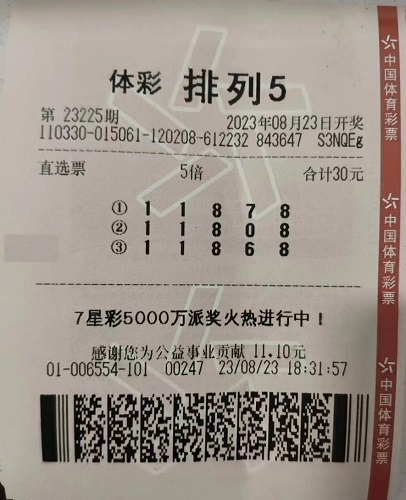 体彩 排列5
第 23225期 2023年08月23日开奖
110330-015061-120208-612232 843647 S3NQEg
直选票 5倍 合计30元
① 1 1 8 7 8
② 1 1 8 0 8
③ 1 1 8 6 8
7星彩5000万派奖火热进行中！
感谢您为公益事业贡献 11.10元
01-006554-101 00247 23/08/23 18:31:57
中国体育彩票
中国体育彩票
中国体育彩票